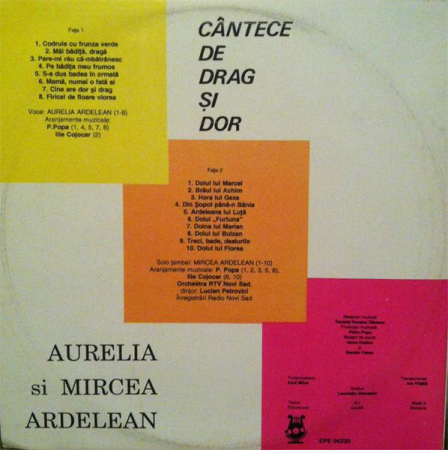 CÂNTECE
DE
DRAG
ȘI
DOR
Fața 1
1. Codrule cu frunza verde
2. Măi bădiță, dragă
3. Pare-mi rău că-mbătrânesc
4. Pe bădița meu frumos
5. S-a dus badea în armată
6. Mamă, numai o fată ai
7. Cine are dor și drag
8. Firicel de floare viorea
Voce: AURELIA ARDELEAN (1-8)
Aranjamente muzicale:
P. Popa (1, 4, 5, 7, 8)
Ilie Cojocar (2)
Fața 2
1. Doiul lui Marcel
2. Brâul lui Achim
3. Hora lui Geza
4. Din Șopot până-n Bănia
5. Ardeleana lui Luță
6. Doiul „Furtuna"
7. Doina lui Marian
8. Doiul lui Buizan
9. Treci, bade, dealurile
10. Doiul lui Florea
Solo țambal: MIRCEA ARDELEAN (1-10)
Aranjamente muzicale: P. Popa (1, 2, 3, 5, 8),
Ilie Cojocar (6, 10)
Orchestra RTV Novi Sad,
dirijor: Lucian Petrovici
Înregistrări Radio Novi Sad.
AURELIA
si MIRCEA
ARDELEAN
EPE 04230